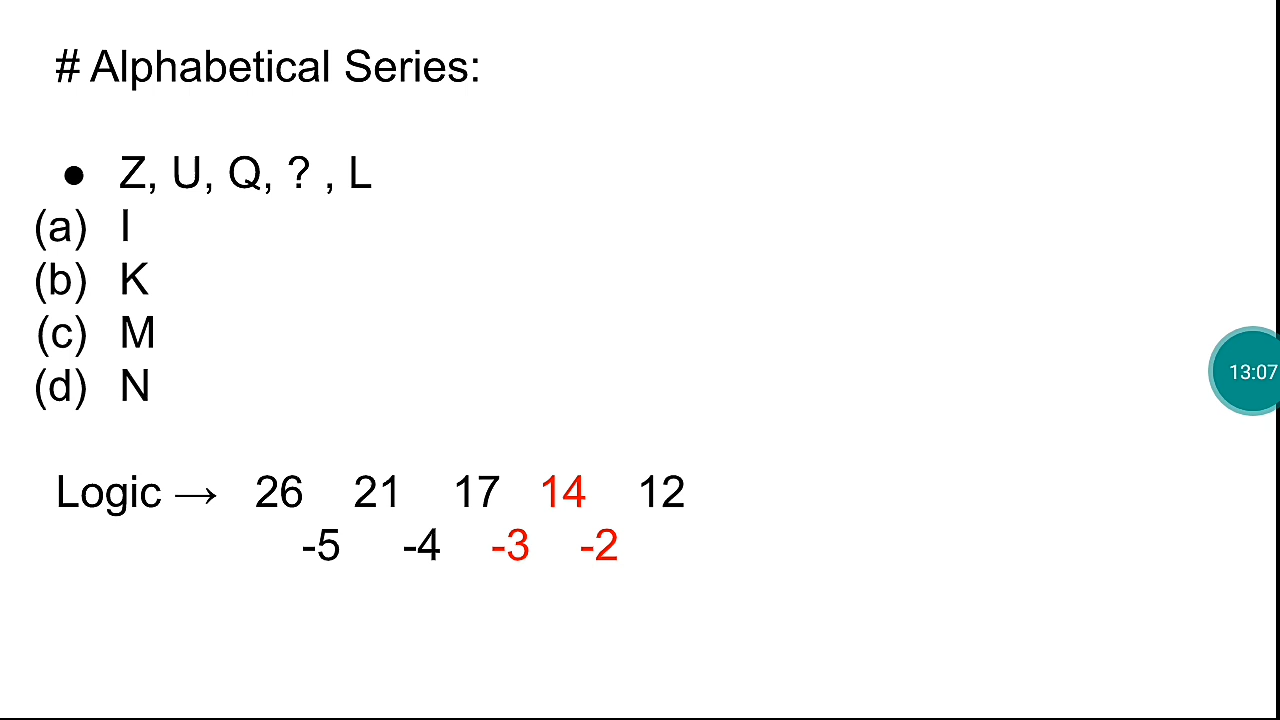 # Alphabetical Series:
● Z, U, Q, ? , L
(a) I
(b) K
(c) M
(d) N
13:07
Logic → 26 21 17 14 12
-5 -4 -3 -2